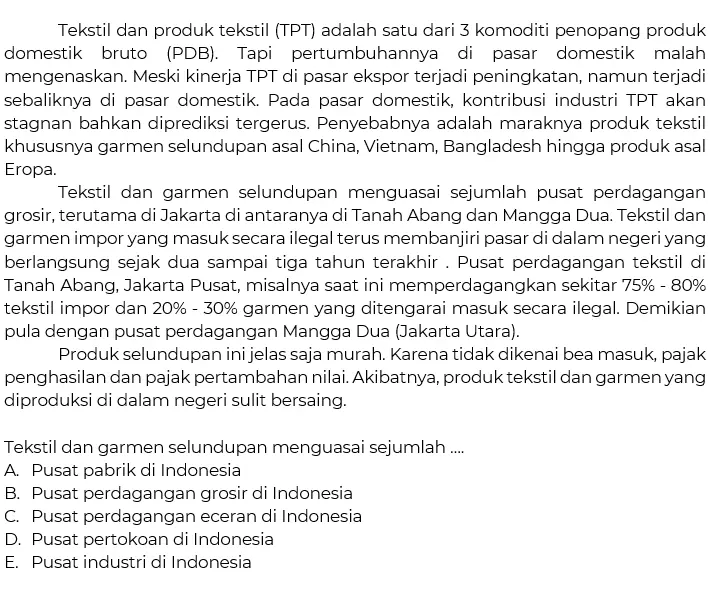 Tekstil dan produk tekstil (TPT) adalah satu dari 3 komoditi penopang produk
domestik bruto (PDB). Tapi pertumbuhannya di pasar domestik malah
mengenaskan. Meski kinerja TPT di pasar ekspor terjadi peningkatan, namun terjadi
sebaliknya di pasar domestik. Pada pasar domestik, kontribusi industri TPT akan
stagnan bahkan diprediksi tergerus. Penyebabnya adalah maraknya produk tekstil
khususnya garmen selundupan asal China, Vietnam, Bangladesh hingga produk asal
Eropa.
Tekstil dan garmen selundupan menguasai sejumlah pusat perdagangan
grosir, terutama di Jakarta di antaranya di Tanah Abang dan Mangga Dua. Tekstil dan
garmen impor yang masuk secara ilegal terus membanjiri pasar di dalam negeri yang
berlangsung sejak dua sampai tiga tahun terakhir . Pusat perdagangan tekstil di
Tanah Abang, Jakarta Pusat, misalnya saat ini memperdagangkan sekitar 75% - 80%
tekstil impor dan 20% - 30% garmen yang ditengarai masuk secara ilegal. Demikian
pula dengan pusat perdagangan Mangga Dua (Jakarta Utara).
Produk selundupan ini jelas saja murah. Karena tidak dikenai bea masuk, pajak
penghasilan dan pajak pertambahan nilai. Akibatnya, produk tekstil dan garmen yang
diproduksi di dalam negeri sulit bersaing.
Tekstil dan garmen selundupan menguasai sejumlah ....
A. Pusat pabrik di Indonesia
B. Pusat perdagangan grosir di Indonesia
C. Pusat perdagangan eceran di Indonesia
D. Pusat pertokoan di Indonesia
E. Pusat industri di Indonesia